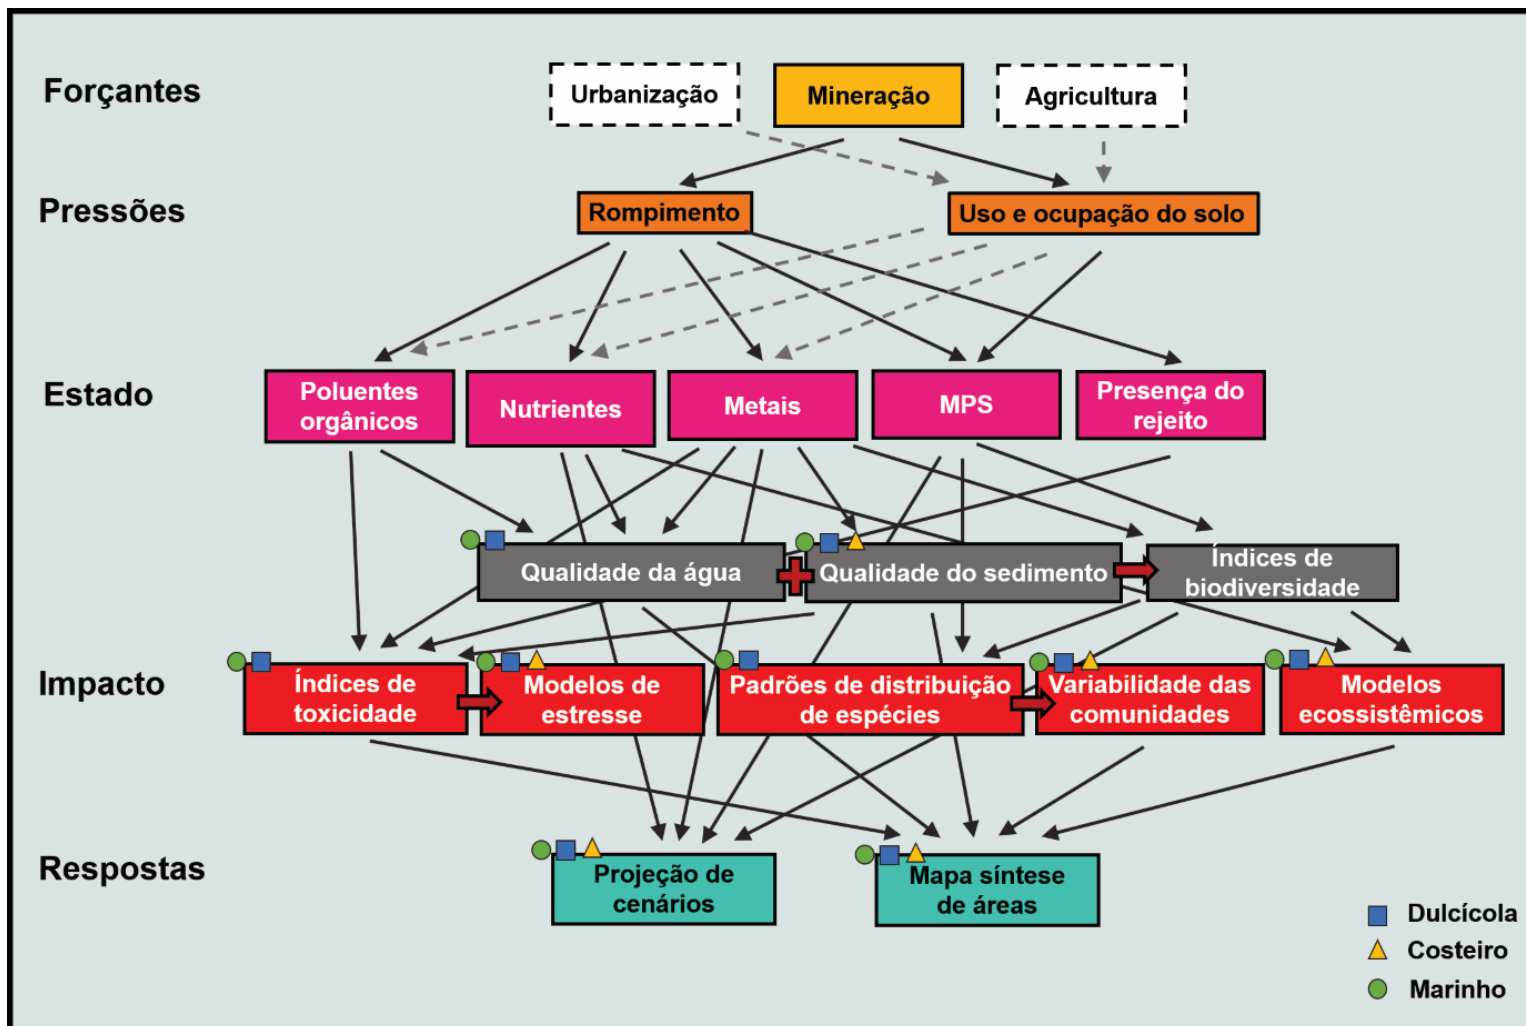 Forçantes
Urbanização
Mineração
Agricultura
Pressões
Rompimento
Uso e ocupação do solo
Estado
Poluentes
orgânicos
Nutrientes
Metais
MPS
Presença do
rejeito
Qualidade da água
Qualidade do sedimento
Índices de
biodiversidade
Impacto
Índices de
toxicidade
Modelos de
estresse
Padrões de distribuição
de espécies
Variabilidade das
comunidades
Modelos
ecossistêmicos
Respostas
Projeção de
cenários
Mapa síntese
de áreas
Dulcícola
Costeiro
Marinho